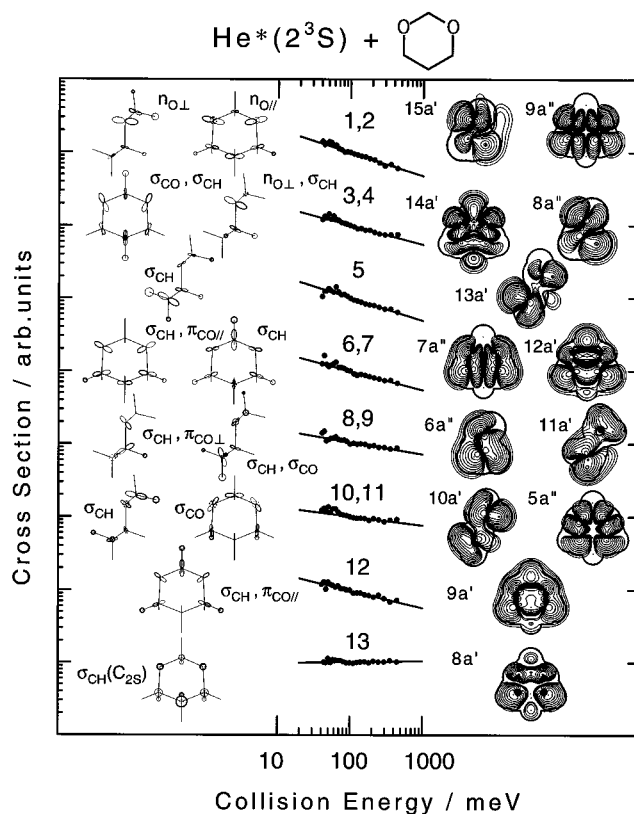 He*(2³S) +
O O
n_O⊥ n_O// 1,2 15a' 9a"
σ_CO , σ_CH n_O⊥ , σ_CH 3,4 14a' 8a"
σ_CH 5 13a'
σ_CH , π_CO// σ_CH 6,7 7a" 12a'
σ_CH , π_CO⊥ σ_CH , σ_CO 8,9 6a" 11a'
σ_CH σ_CO 10,11 10a' 5a"
σ_CH , π_CO// 12 9a'
σ_CH(C_2S) 13 8a'
Cross Section / arb.units
10 100 1000
Collision Energy / meV